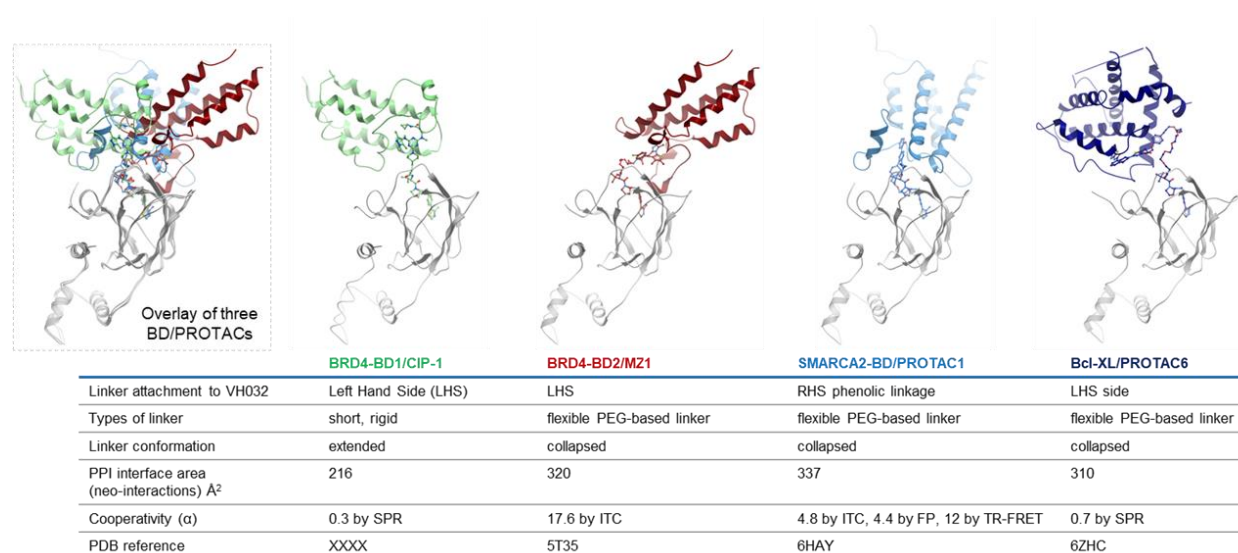 Overlay of three
BD/PROTACs
BRD4-BD1/CIP-1 BRD4-BD2/MZ1 SMARCA2-BD/PROTAC1 Bcl-XL/PROTAC6
Linker attachment to VH032 Left Hand Side (LHS) LHS RHS phenolic linkage LHS side
Types of linker short, rigid flexible PEG-based linker flexible PEG-based linker flexible PEG-based linker
Linker conformation extended collapsed collapsed collapsed
PPI interface area
(neo-interactions) Å² 216 320 337 310
Cooperativity (α) 0.3 by SPR 17.6 by ITC 4.8 by ITC, 4.4 by FP, 12 by TR-FRET 0.7 by SPR
PDB reference XXXX 5T35 6HAY 6ZHC